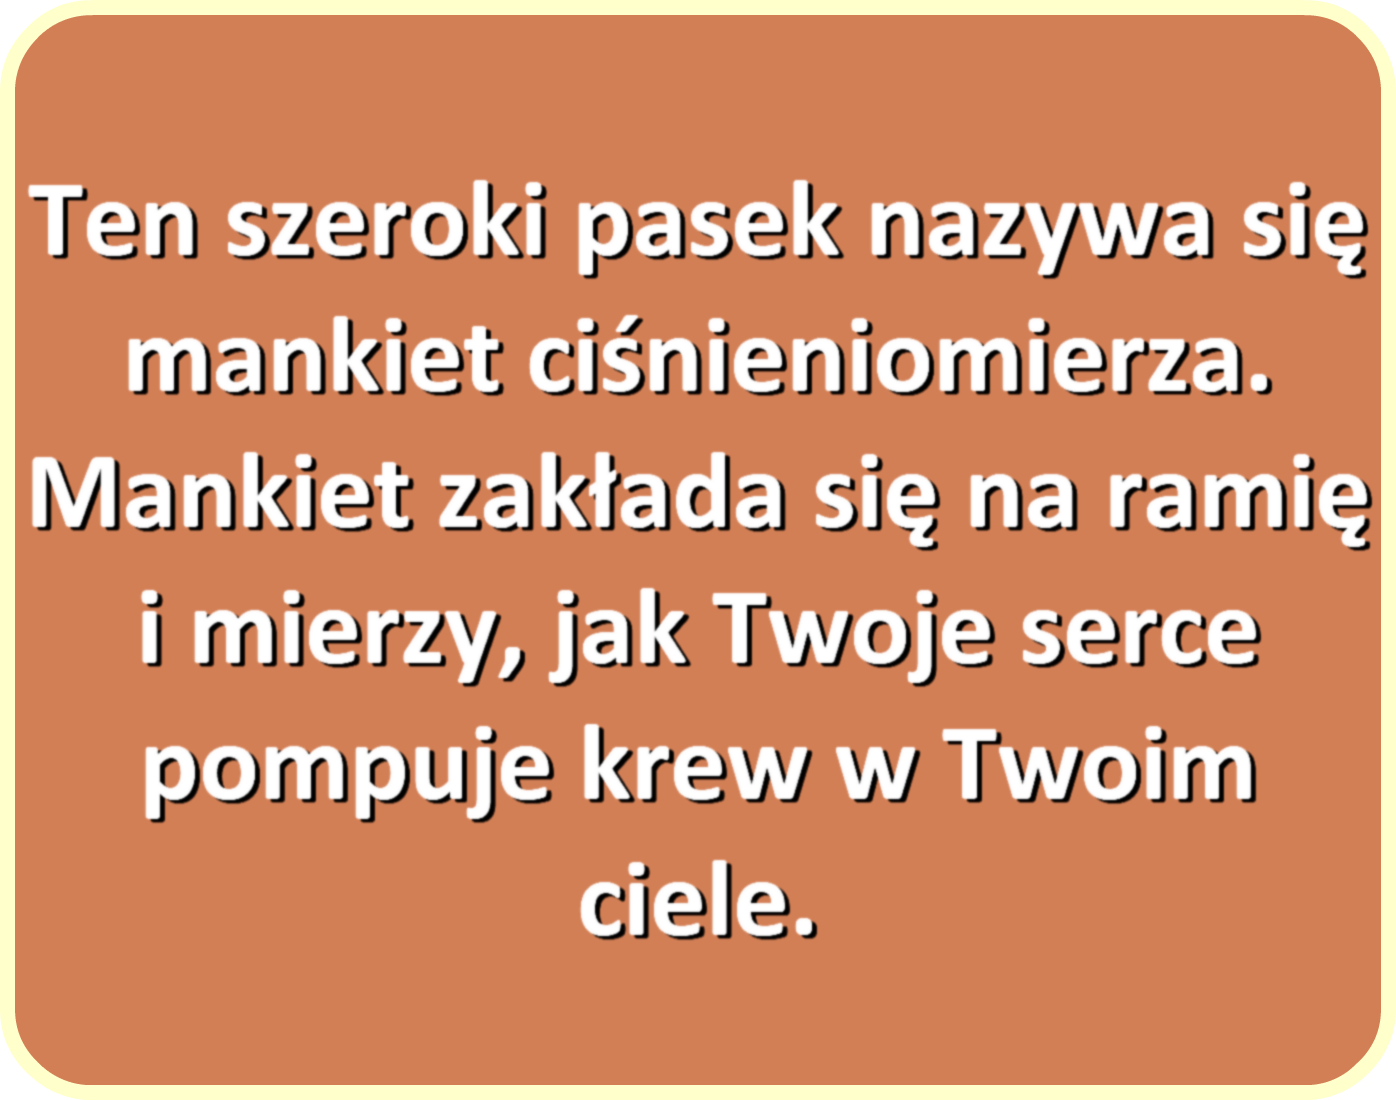 Ten szeroki pasek nazywa się
mankiet ciśnieniomierza.
Mankiet zakłada się na ramię
i mierzy, jak Twoje serce
pompuje krew w Twoim
ciele.